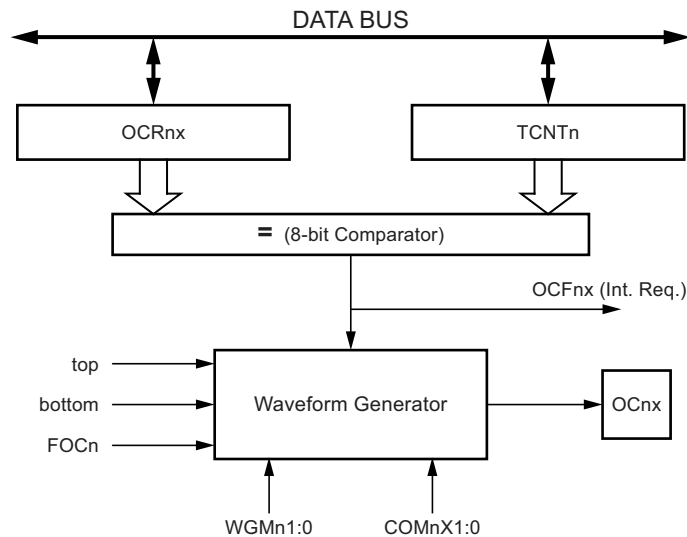 DATA BUS
OCRnx
TCNTn
= (8-bit Comparator)
OCFnx (Int. Req.)
top
bottom
FOCn
Waveform Generator
OCnx
WGMn1:0
COMnX1:0